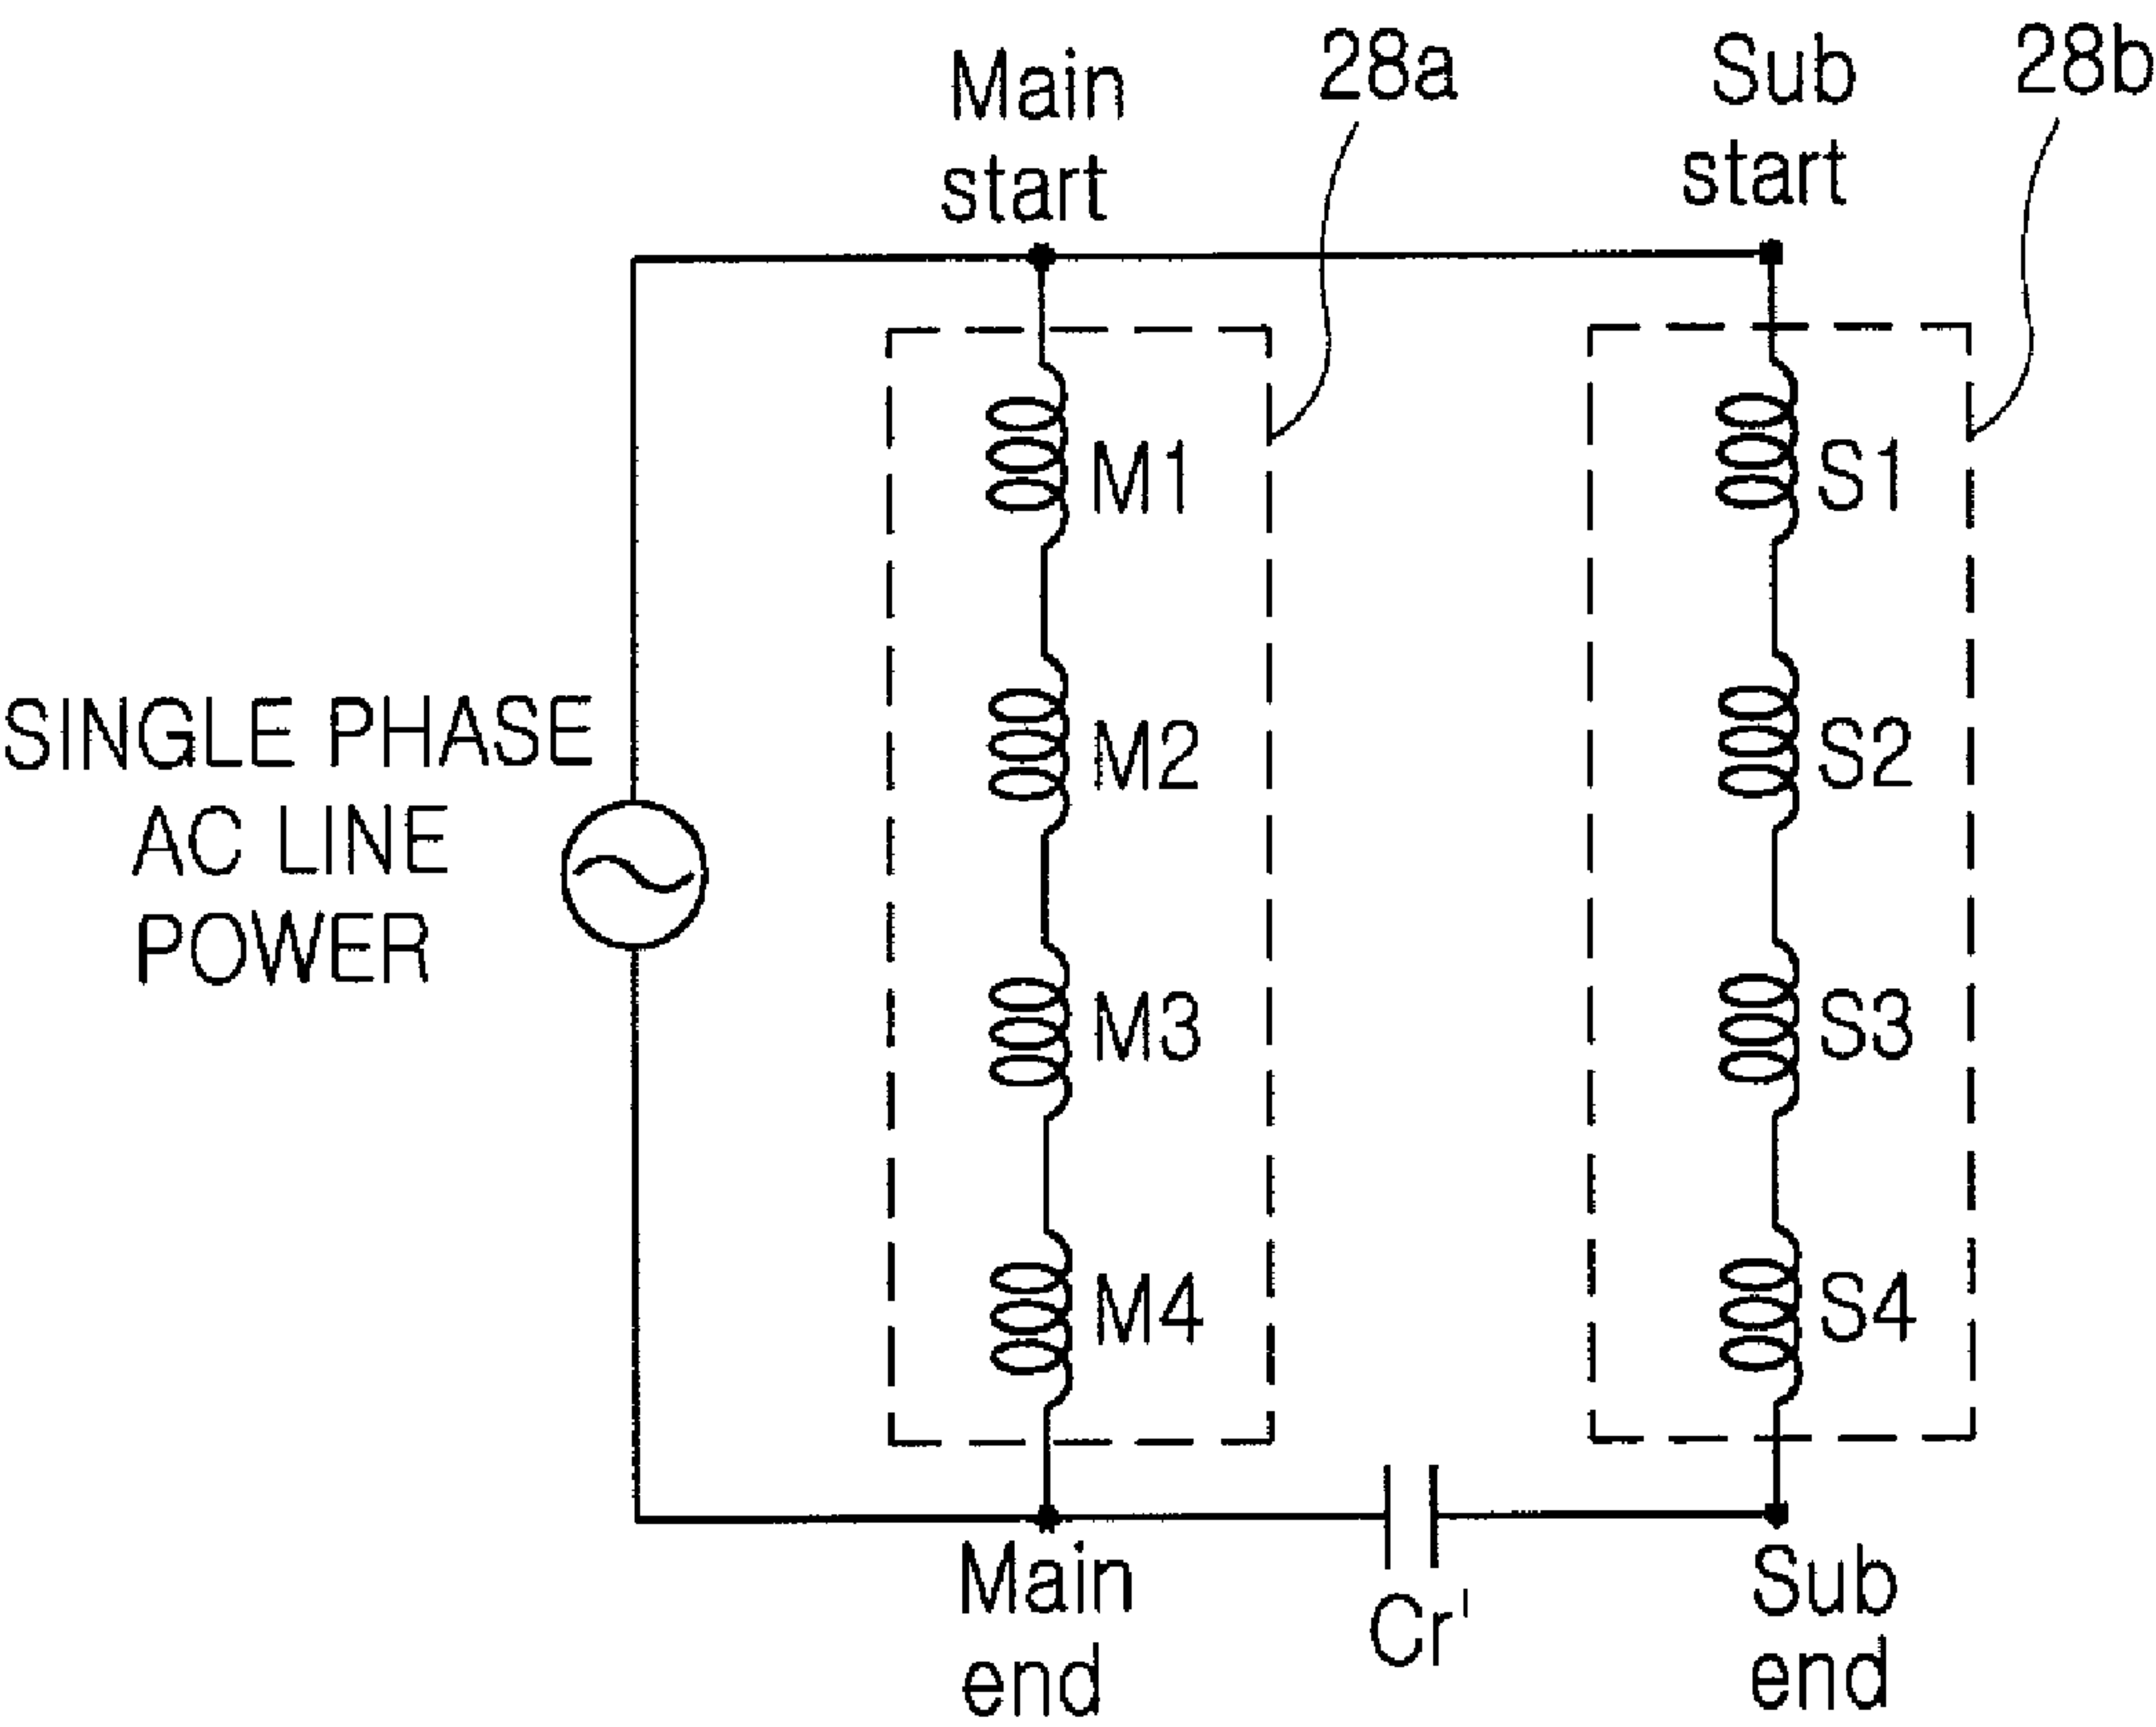 Main
start
28a
Sub
start
28b
M1
S1
SINGLE PHASE
AC LINE
POWER
M2
S2
M3
S3
M4
S4
Main
end
Cr'
Sub
end